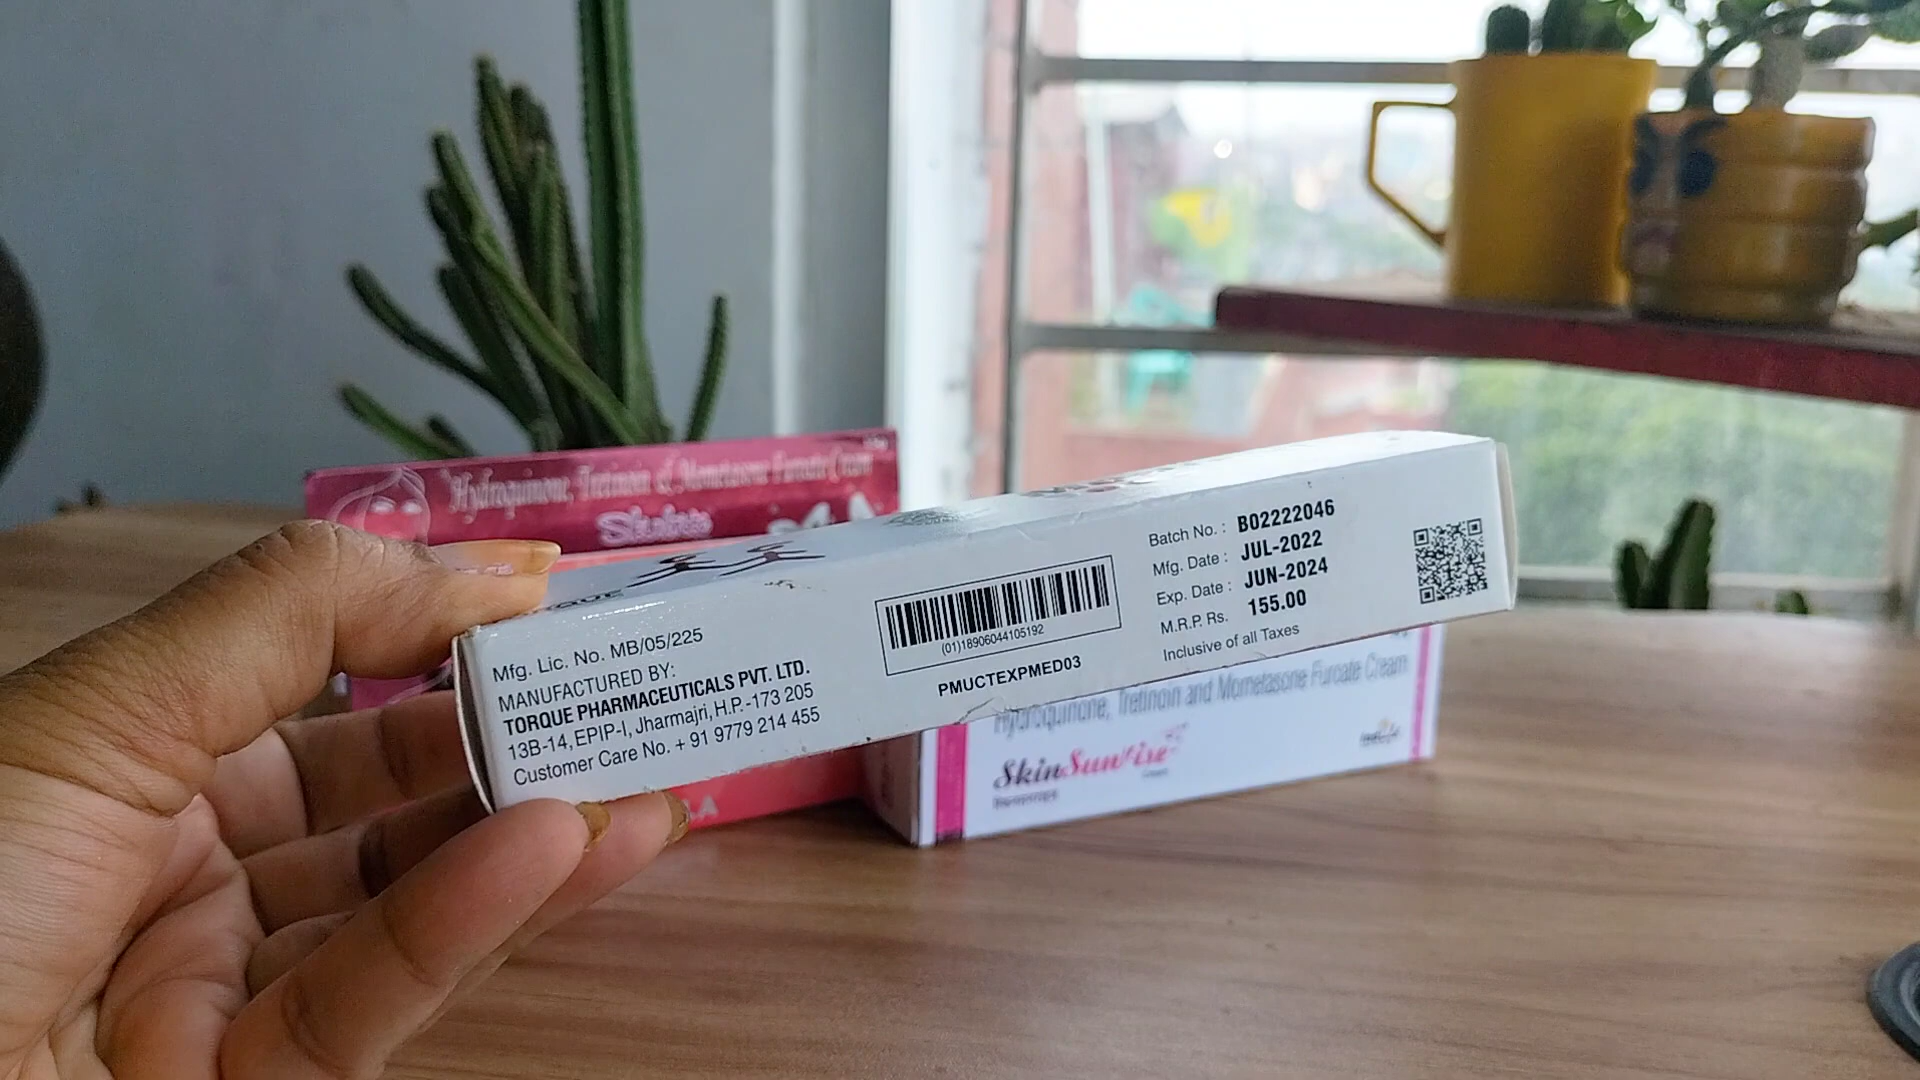 Hydroquinone, Tretinoin & Mometasone Furoate Cream
Mfg. Lic. No. MB/05/225
MANUFACTURED BY:
TORQUE PHARMACEUTICALS PVT. LTD.
13B-14, EPIP-I, Jharmajri, H.P.-173 205
Customer Care No. + 91 9779 214 455
(01)18906044105192
PMUCTEXPMED03
Batch No. : B02222046
Mfg. Date : JUL-2022
Exp. Date : JUN-2024
M.R.P. Rs. 155.00
Inclusive of all Taxes
Hydroquinone, Tretinoin and Mometasone Furoate Cream
SkinSunrise
Cream